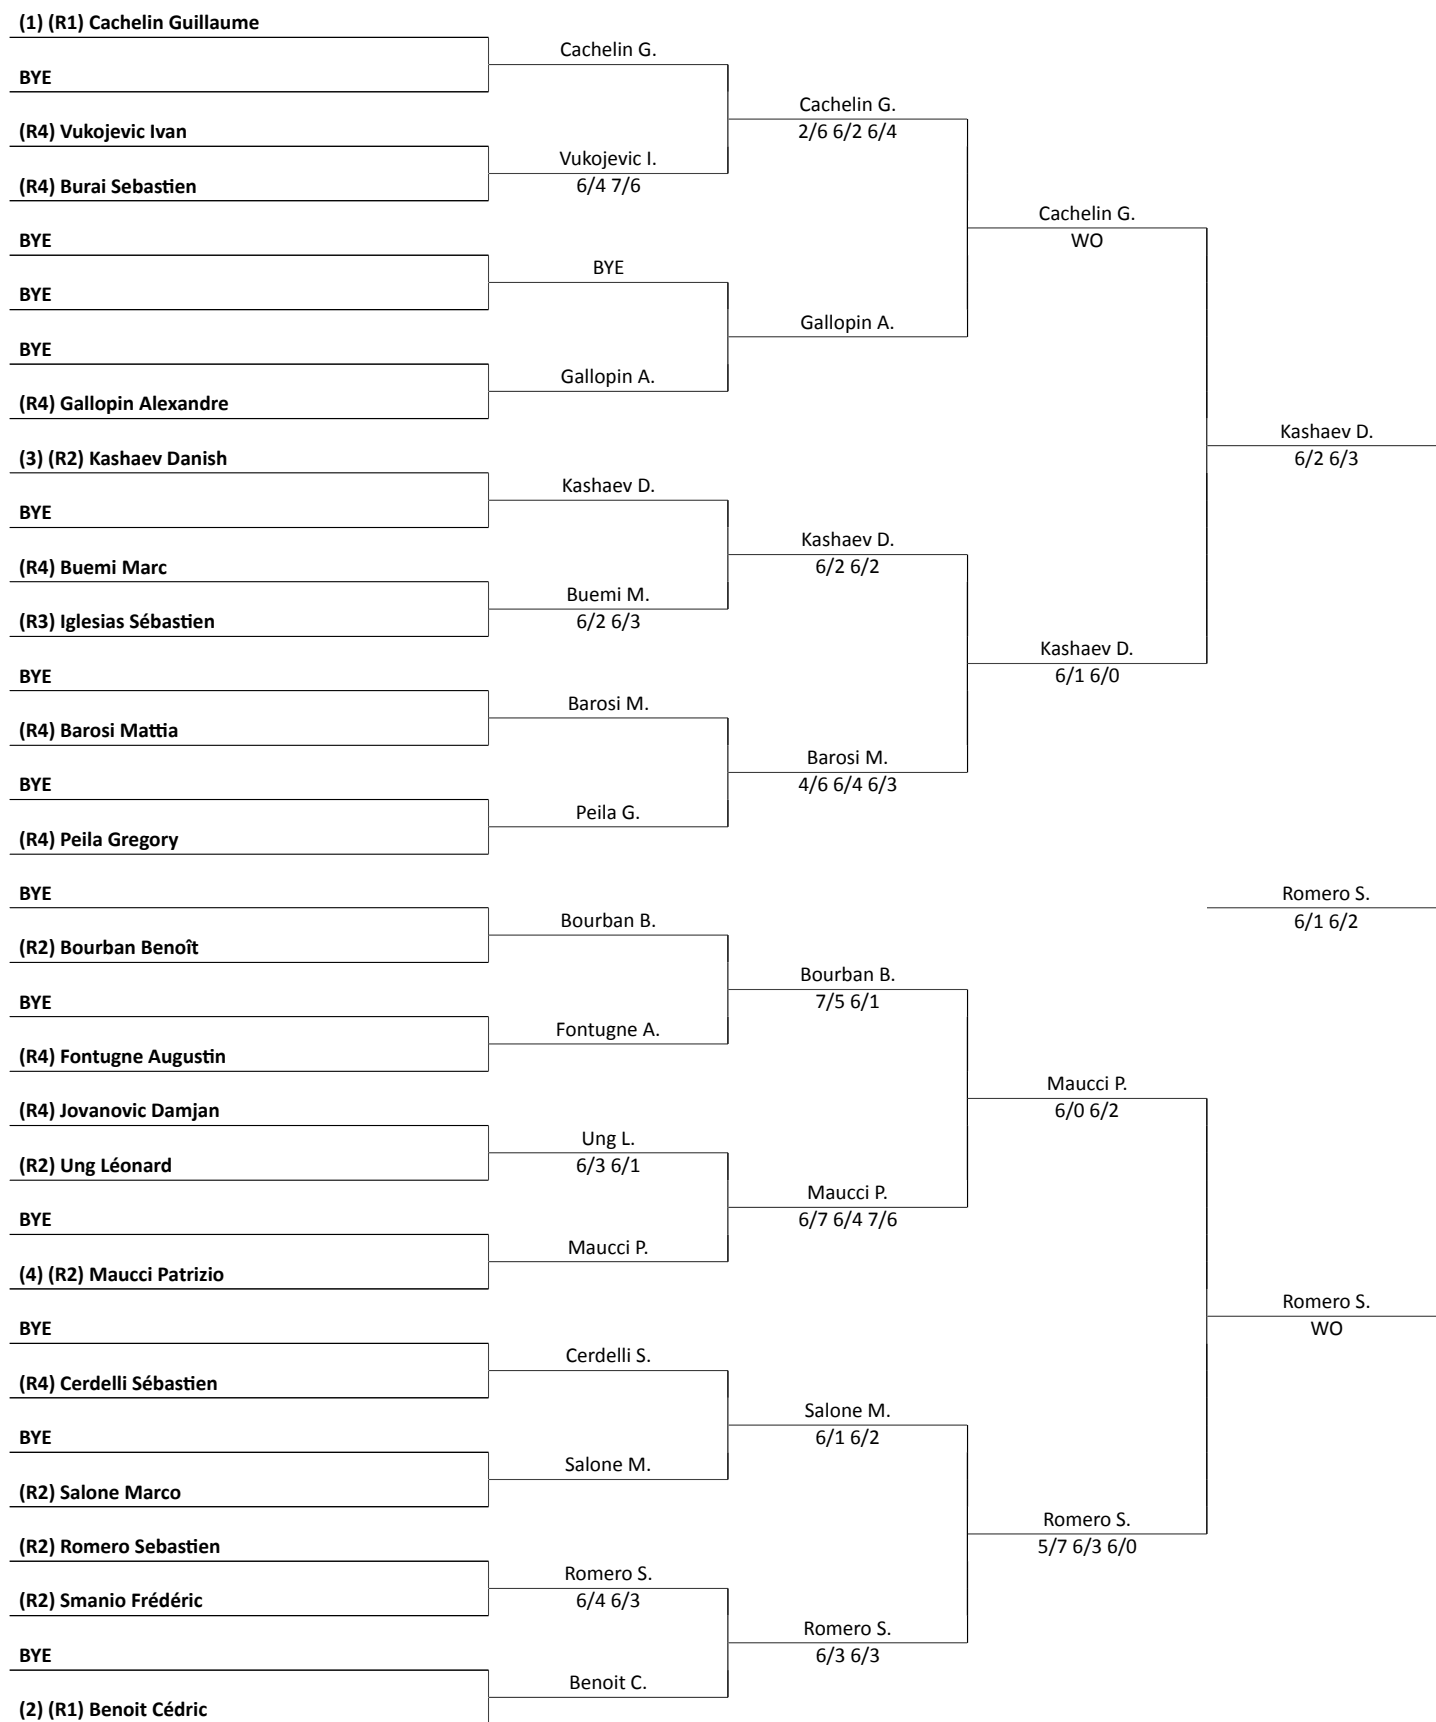 (1) (R1) Cachelin Guillaume
Cachelin G.
BYE
Cachelin G.
2/6 6/2 6/4
(R4) Vukojevic Ivan
Vukojevic I.
6/4 7/6
(R4) Burai Sebastien
Cachelin G.
WO
BYE
BYE
BYE
Gallopin A.
BYE
Gallopin A.
(R4) Gallopin Alexandre
Kashaev D.
6/2 6/3
(3) (R2) Kashaev Danish
Kashaev D.
BYE
Kashaev D.
6/2 6/2
(R4) Buemi Marc
Buemi M.
6/2 6/3
(R3) Iglesias Sébastien
Kashaev D.
6/1 6/0
BYE
Barosi M.
(R4) Barosi Mattia
Barosi M.
4/6 6/4 6/3
BYE
Peila G.
(R4) Peila Gregory
BYE
Romero S.
6/1 6/2
Bourban B.
(R2) Bourban Benoît
Bourban B.
7/5 6/1
BYE
Fontugne A.
(R4) Fontugne Augustin
Maucci P.
6/0 6/2
(R4) Jovanovic Damjan
Ung L.
6/3 6/1
(R2) Ung Léonard
Maucci P.
6/7 6/4 7/6
BYE
Maucci P.
(4) (R2) Maucci Patrizio
Romero S.
WO
BYE
Cerdelli S.
(R4) Cerdelli Sébastien
Salone M.
6/1 6/2
BYE
Salone M.
(R2) Salone Marco
Romero S.
5/7 6/3 6/0
(R2) Romero Sebastien
Romero S.
6/4 6/3
(R2) Smanio Frédéric
Romero S.
6/3 6/3
BYE
Benoit C.
(2) (R1) Benoit Cédric